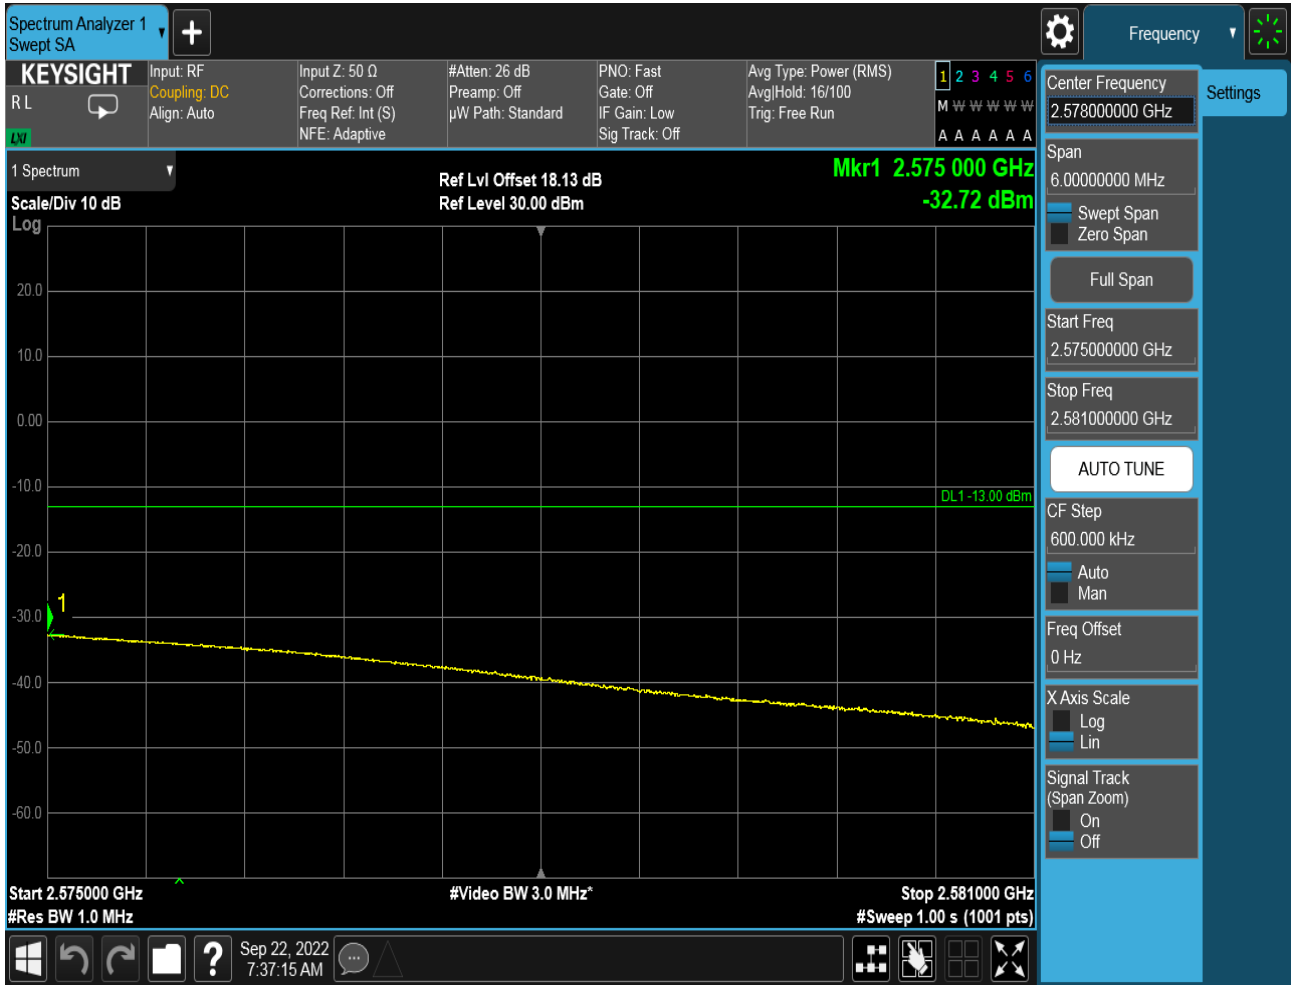 Spectrum Analyzer 1
Swept SA
+
Frequency
KEYSIGHT
R L
LXI
Input: RF
Coupling: DC
Align: Auto
Input Z: 50 Ω
Corrections: Off
Freq Ref: Int (S)
NFE: Adaptive
#Atten: 26 dB
Preamp: Off
µW Path: Standard
PNO: Fast
Gate: Off
IF Gain: Low
Sig Track: Off
Avg Type: Power (RMS)
Avg|Hold: 16/100
Trig: Free Run
1 2 3 4 5 6
M W W W W W
A A A A A A
1 Spectrum
Scale/Div 10 dB
Log
Ref Lvl Offset 18.13 dB
Ref Level 30.00 dBm
Mkr1 2.575 000 GHz
-32.72 dBm
20.0
10.0
0.00
-10.0
DL1 -13.00 dBm
-20.0
1
-30.0
-40.0
-50.0
-60.0
Start 2.575000 GHz
#Res BW 1.0 MHz
#Video BW 3.0 MHz*
Stop 2.581000 GHz
#Sweep 1.00 s (1001 pts)
Center Frequency
2.578000000 GHz
Settings
Span
6.00000000 MHz
Swept Span
Zero Span
Full Span
Start Freq
2.575000000 GHz
Stop Freq
2.581000000 GHz
AUTO TUNE
CF Step
600.000 kHz
Auto
Man
Freq Offset
0 Hz
X Axis Scale
Log
Lin
Signal Track
(Span Zoom)
On
Off
?
Sep 22, 2022
7:37:15 AM